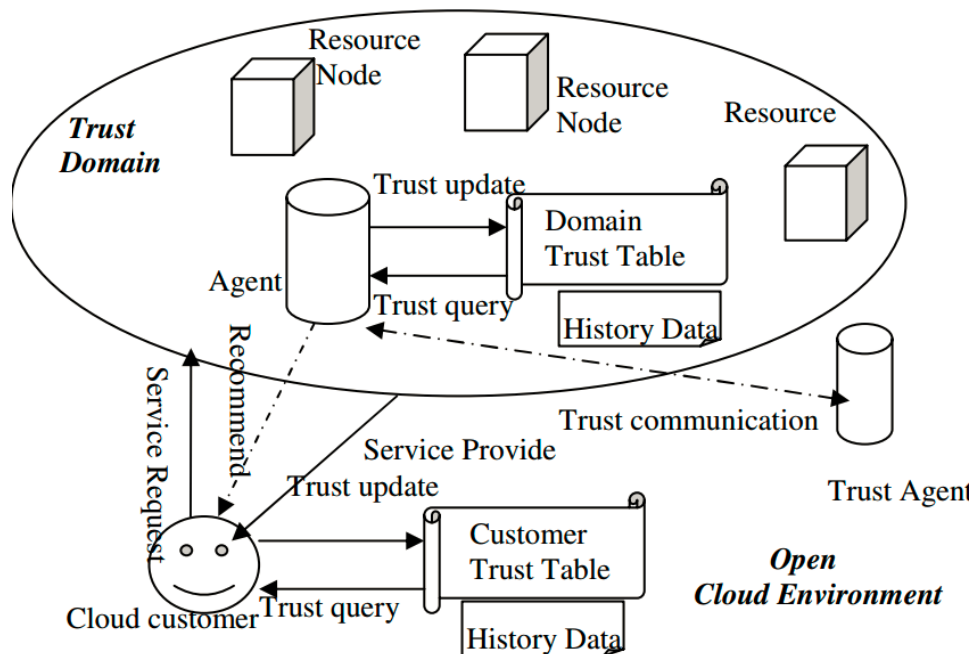 Resource
Node
Resource
Node
Resource
Trust
Domain
Trust update
Domain
Trust Table
Agent
Trust query
History Data
Recommend
Service Request
Trust communication
Service Provide
Trust update
Trust Agent
Customer
Trust Table
Open
Cloud Environment
Cloud customer
Trust query
History Data